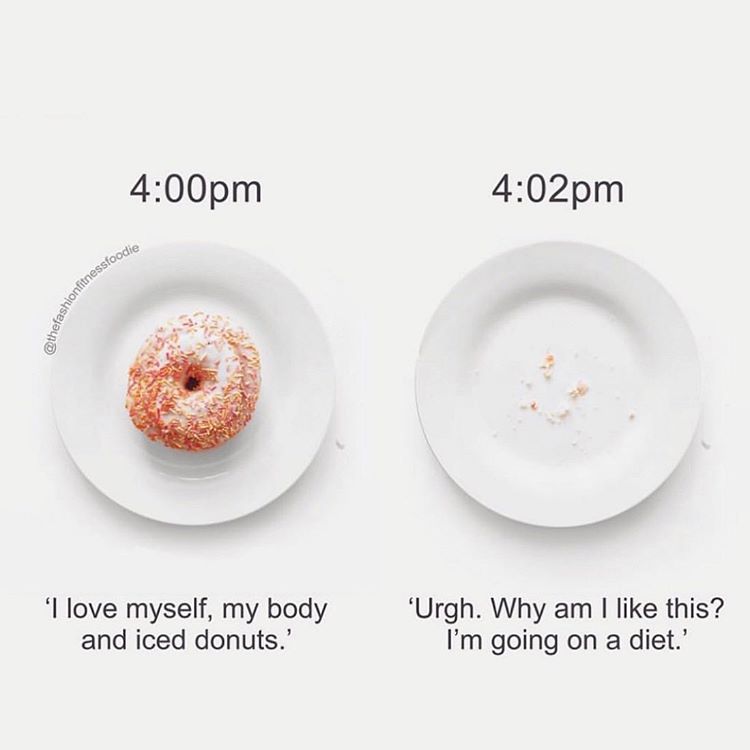 4:00pm
4:02pm
@thefashionfitnessfoodie
‘I love myself, my body
and iced donuts.’
‘Urgh. Why am I like this?
I’m going on a diet.’